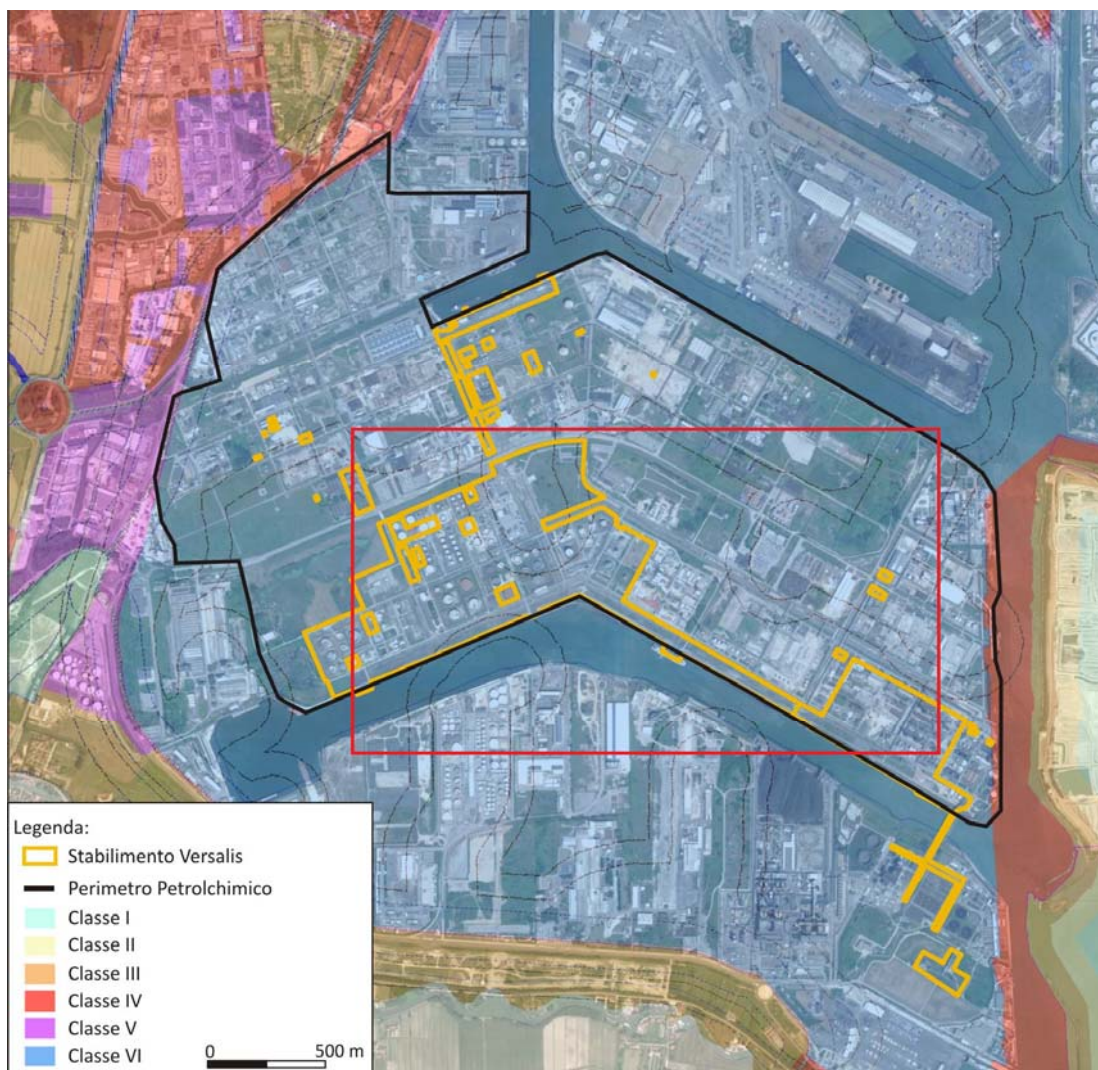 Legenda:
Stabilimento Versalis
Perimetro Petrolchimico
Classe I
Classe II
Classe III
Classe IV
Classe V
Classe VI
0 500 m